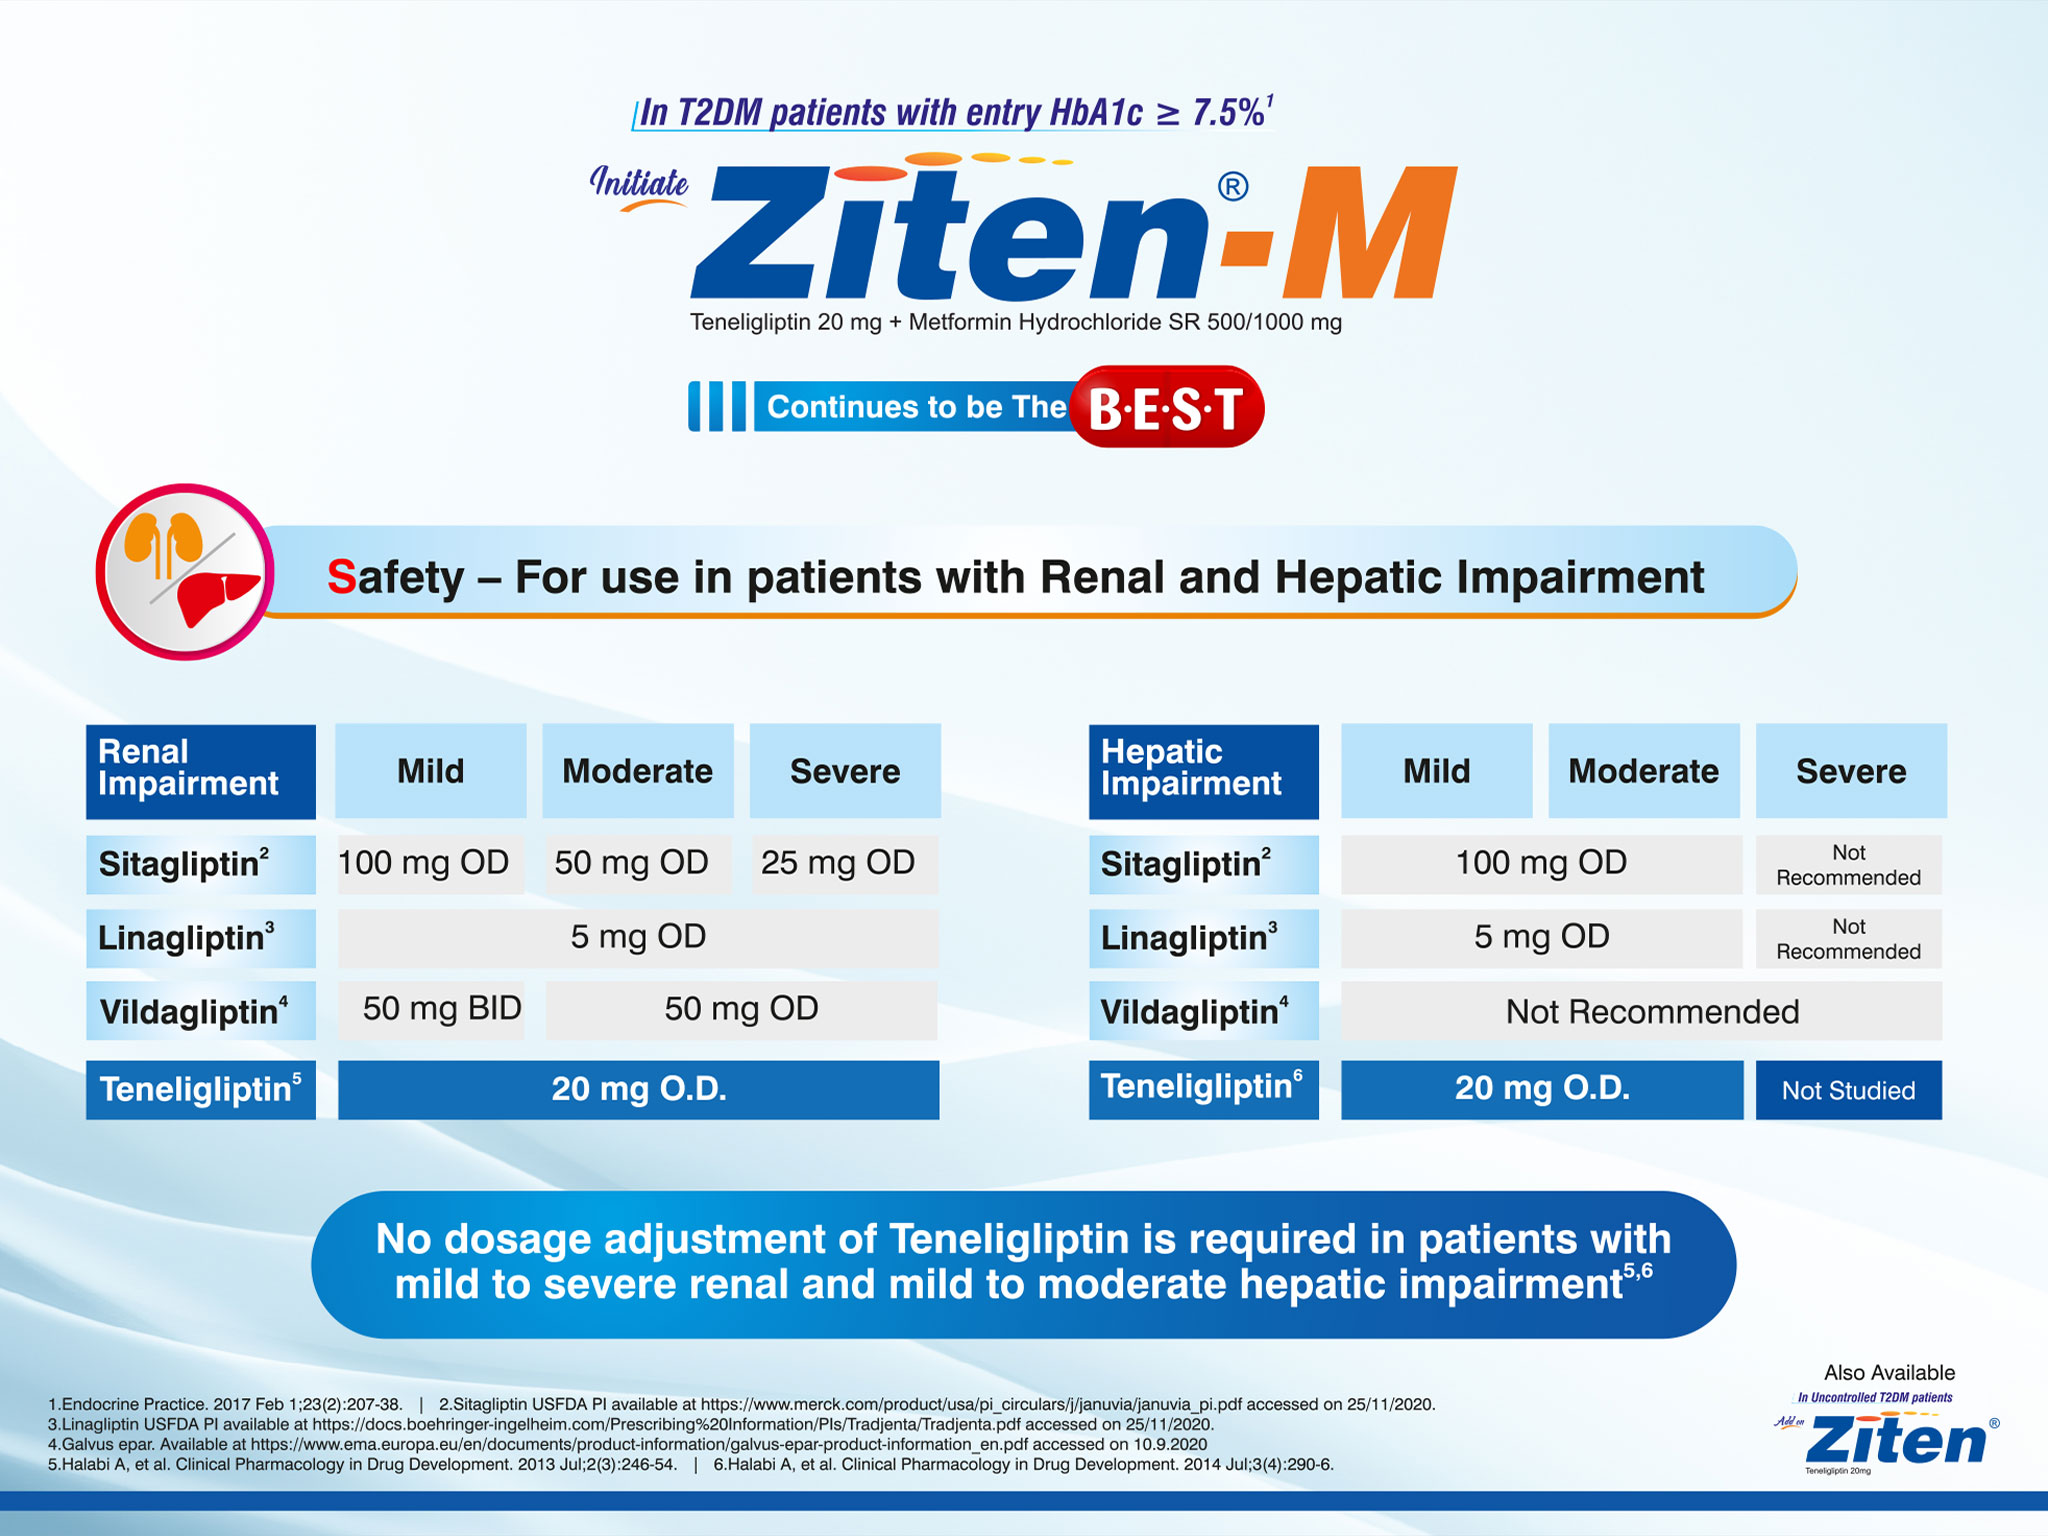 In T2DM patients with entry HbA1c ≥ 7.5%¹
Initiate
Ziten®-M
Teneligliptin 20 mg + Metformin Hydrochloride SR 500/1000 mg
Continues to be The B·E·S·T
Safety – For use in patients with Renal and Hepatic Impairment
Renal Impairment Mild Moderate Severe
Sitagliptin² 100 mg OD 50 mg OD 25 mg OD
Linagliptin³ 5 mg OD
Vildagliptin⁴ 50 mg BID 50 mg OD
Teneligliptin⁵ 20 mg O.D.
Hepatic Impairment Mild Moderate Severe
Sitagliptin² 100 mg OD Not Recommended
Linagliptin³ 5 mg OD Not Recommended
Vildagliptin⁴ Not Recommended
Teneligliptin⁶ 20 mg O.D. Not Studied
No dosage adjustment of Teneligliptin is required in patients with
mild to severe renal and mild to moderate hepatic impairment⁵,⁶
1.Endocrine Practice. 2017 Feb 1;23(2):207-38. | 2.Sitagliptin USFDA PI available at https://www.merck.com/product/usa/pi_circulars/j/januvia/januvia_pi.pdf accessed on 25/11/2020.
3.Linagliptin USFDA PI available at https://docs.boehringer-ingelheim.com/Prescribing%20Information/PIs/Tradjenta/Tradjenta.pdf accessed on 25/11/2020.
4.Galvus epar. Available at https://www.ema.europa.eu/en/documents/product-information/galvus-epar-product-information_en.pdf accessed on 10.9.2020
5.Halabi A, et al. Clinical Pharmacology in Drug Development. 2013 Jul;2(3):246-54. | 6.Halabi A, et al. Clinical Pharmacology in Drug Development. 2014 Jul;3(4):290-6.
Also Available
In Uncontrolled T2DM patients
Add on
Ziten®
Teneligliptin 20mg